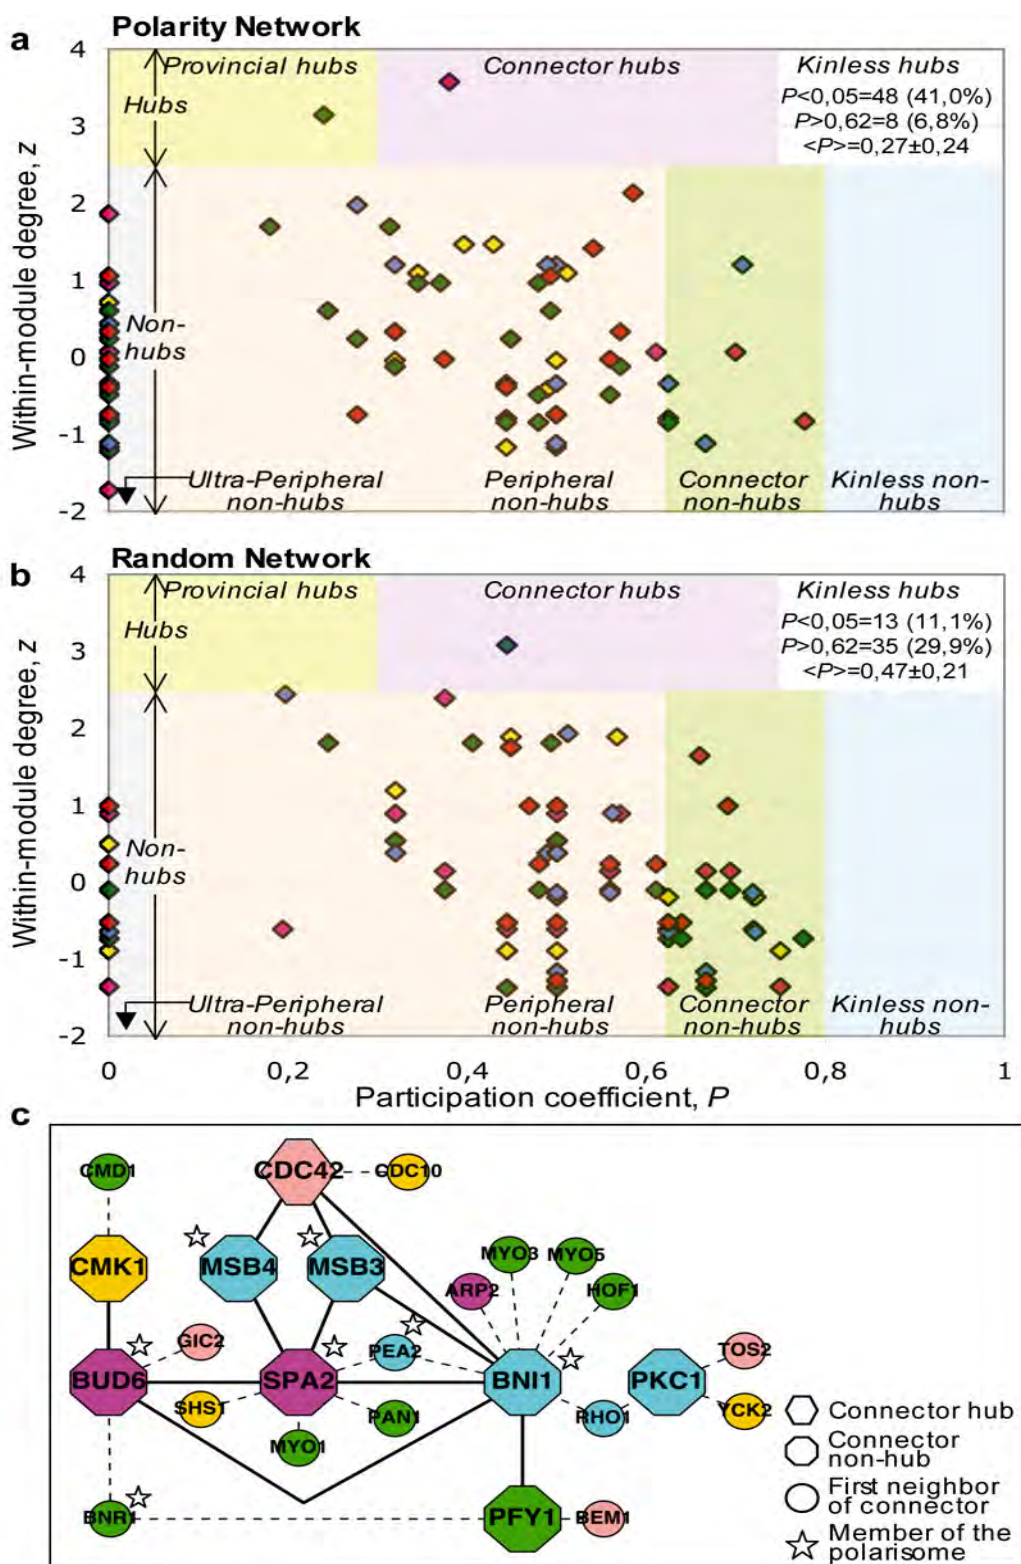 a
Polarity Network
4
3
2
1
0
-1
-2
Within-module degree, z
Provincial hubs
Connector hubs
Kinless hubs
P<0,05=48 (41,0%)
P>0,62=8 (6,8%)
<P>=0,27±0,24
Hubs
Non-
hubs
Ultra-Peripheral
non-hubs
Peripheral
non-hubs
Connector
non-hubs
Kinless non-
hubs
b
Random Network
4
3
2
1
0
-1
-2
Within-module degree, z
Provincial hubs
Connector hubs
Kinless hubs
P<0,05=13 (11,1%)
P>0,62=35 (29,9%)
<P>=0,47±0,21
Hubs
Non-
hubs
Ultra-Peripheral
non-hubs
Peripheral
non-hubs
Connector
non-hubs
Kinless non-
hubs
0
0,2
0,4
0,6
0,8
1
Participation coefficient, P
c
CMD1
CDC42
CDC10
CMK1
MSB4
MSB3
MYO3
MYO5
ARP2
HOF1
GIC2
PEA2
TOS2
BUD6
SPA2
BNI1
PKC1
SHS1
PAN1
RHO1
YCK2
MYO1
BNR1
PFY1
BEM1
Connector hub
Connector
non-hub
First neighbor
of connector
Member of the
polarisome